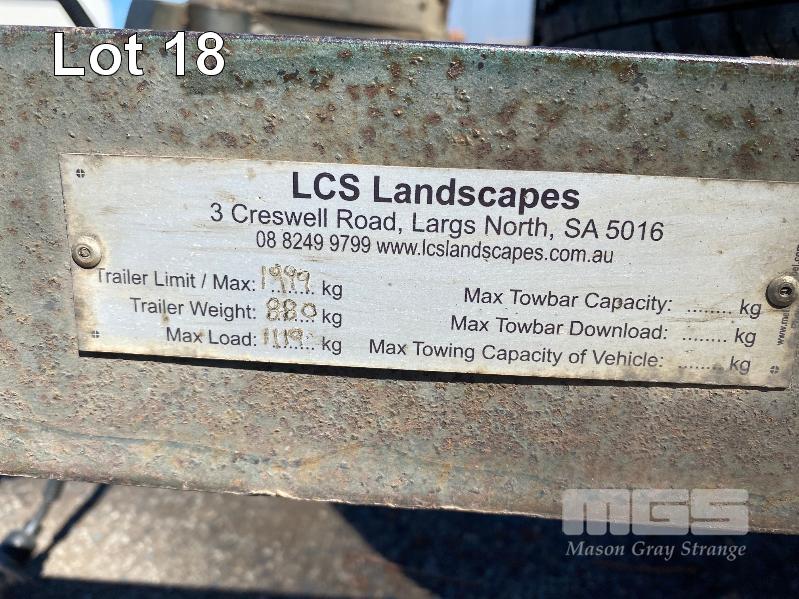 Lot 18
LCS Landscapes
3 Creswell Road, Largs North, SA 5016
08 8249 9799 www.lcslandscapes.com.au
Trailer Limit / Max: 1999 kg
Trailer Weight: 880 kg
Max Load: 1119 kg
Max Towbar Capacity: ........ kg
Max Towbar Download: ........ kg
Max Towing Capacity of Vehicle: ........ kg
MGS
Mason Gray Strange